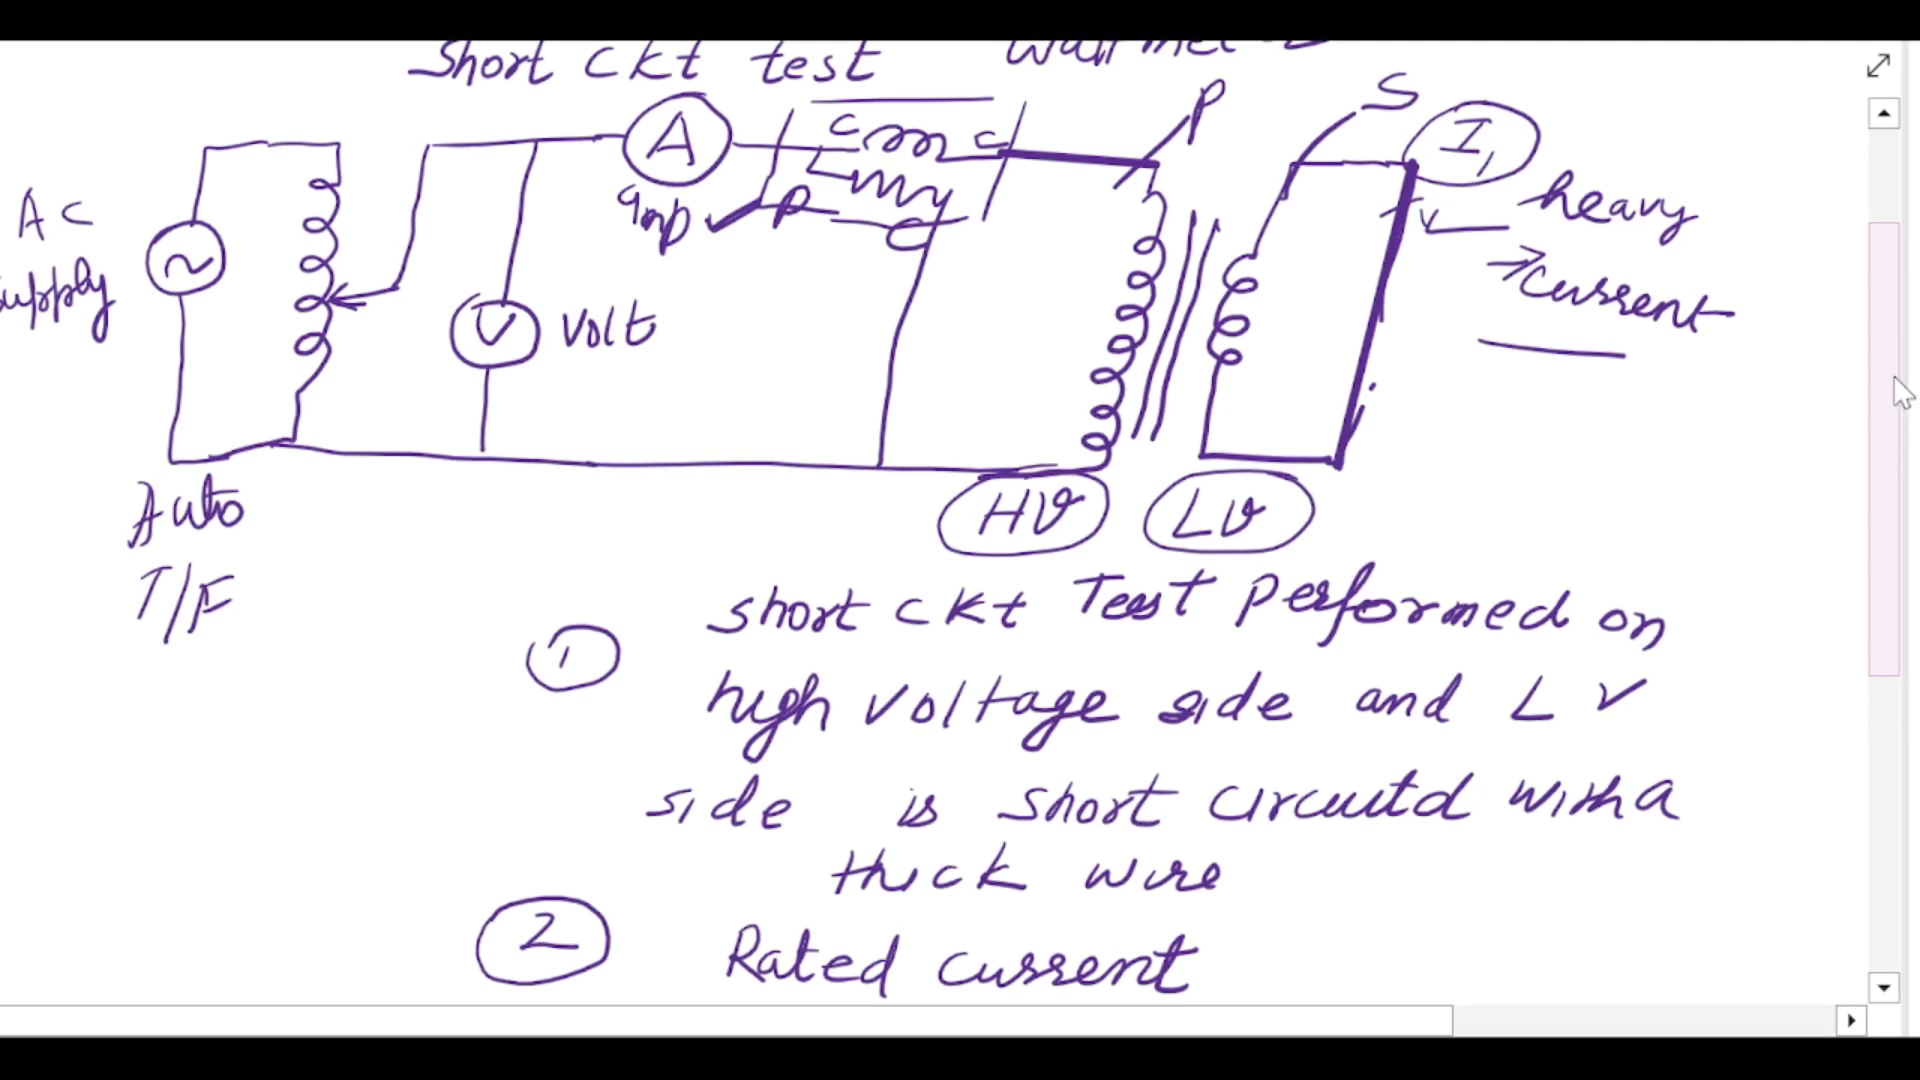 Short ckt test
P
S
A
C
C
I,
AC
Supply
Amp
P
C
heavy
current
V
Volt
Auto
T/F
HV
LV
1 Short ckt Test performed on
high voltage side and LV
side is short circuitd with a
thick wire
2 Rated current